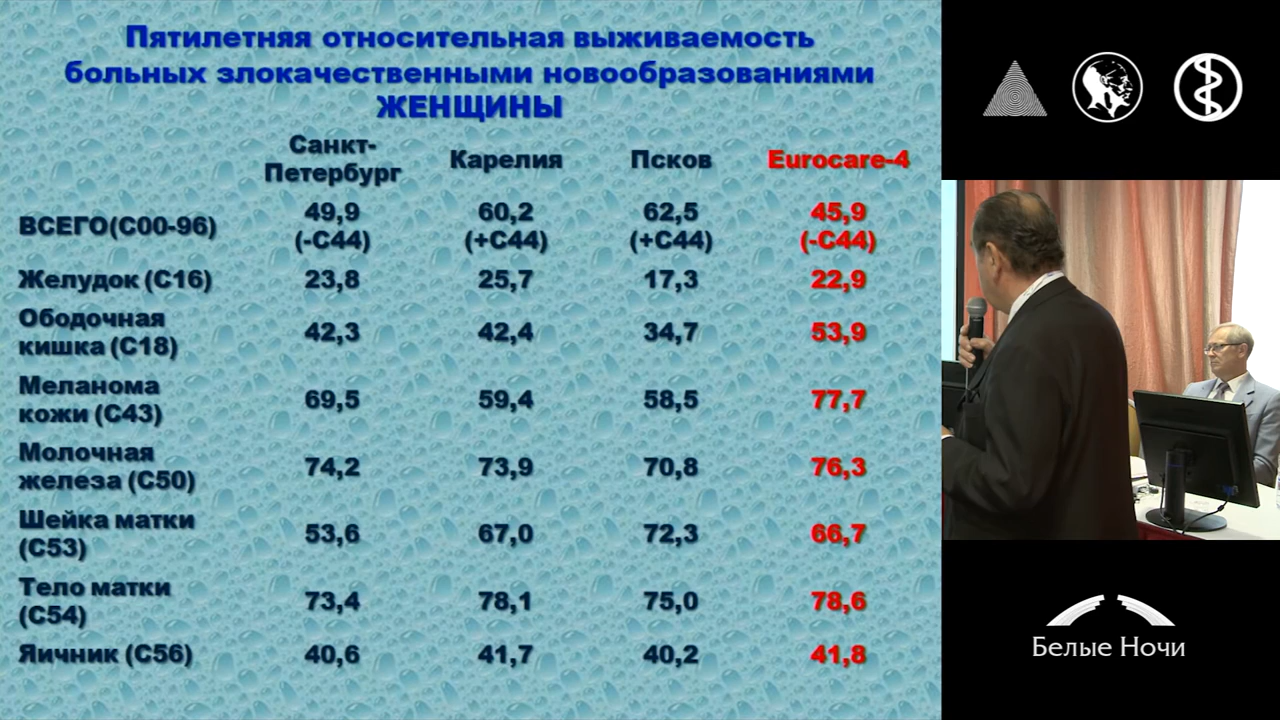 Пятилетняя относительная выживаемость
больных злокачественными новообразованиями
ЖЕНЩИНЫ
Санкт-
Петербург
Карелия
Псков
Eurocare-4
ВСЕГО(С00-96)
49,9
(-С44)
60,2
(+С44)
62,5
(+С44)
45,9
(-С44)
Желудок (С16)
23,8
25,7
17,3
22,9
Ободочная
кишка (С18)
42,3
42,4
34,7
53,9
Меланома
кожи (С43)
69,5
59,4
58,5
77,7
Молочная
железа (С50)
74,2
73,9
70,8
76,3
Шейка матки
(С53)
53,6
67,0
72,3
66,7
Тело матки
(С54)
73,4
78,1
75,0
78,6
Яичник (С56)
40,6
41,7
40,2
41,8
Белые Ночи